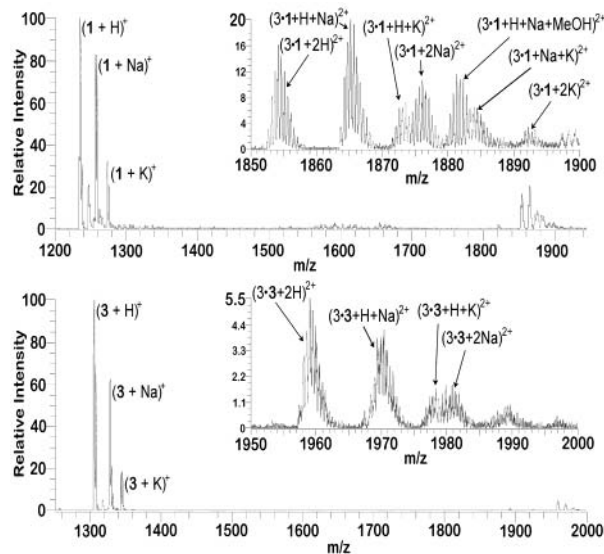 100
80
60
40
20
0
Relative Intensity
(1 + H)⁺
(1 + Na)⁺
(1 + K)⁺
1200 1300 1400 1500 1600 1700 1800 1900
m/z
20
16
12
8
4
0
(3•1+H+Na)²⁺
(3•1+2H)²⁺
(3•1+H+K)²⁺
(3•1+2Na)²⁺
(3•1+H+Na+MeOH)²⁺
(3•1+Na+K)²⁺
(3•1+2K)²⁺
1850 1860 1870 1880 1890 1900
m/z
100
80
60
40
20
0
Relative Intensity
(3 + H)⁺
(3 + Na)⁺
(3 + K)⁺
1300 1400 1500 1600 1700 1800 1900 2000
m/z
5.5
4.4
3.3
2.2
1.1
0
(3•3+2H)²⁺
(3•3+H+Na)²⁺
(3•3+H+K)²⁺
(3•3+2Na)²⁺
1950 1960 1970 1980 1990 2000
m/z